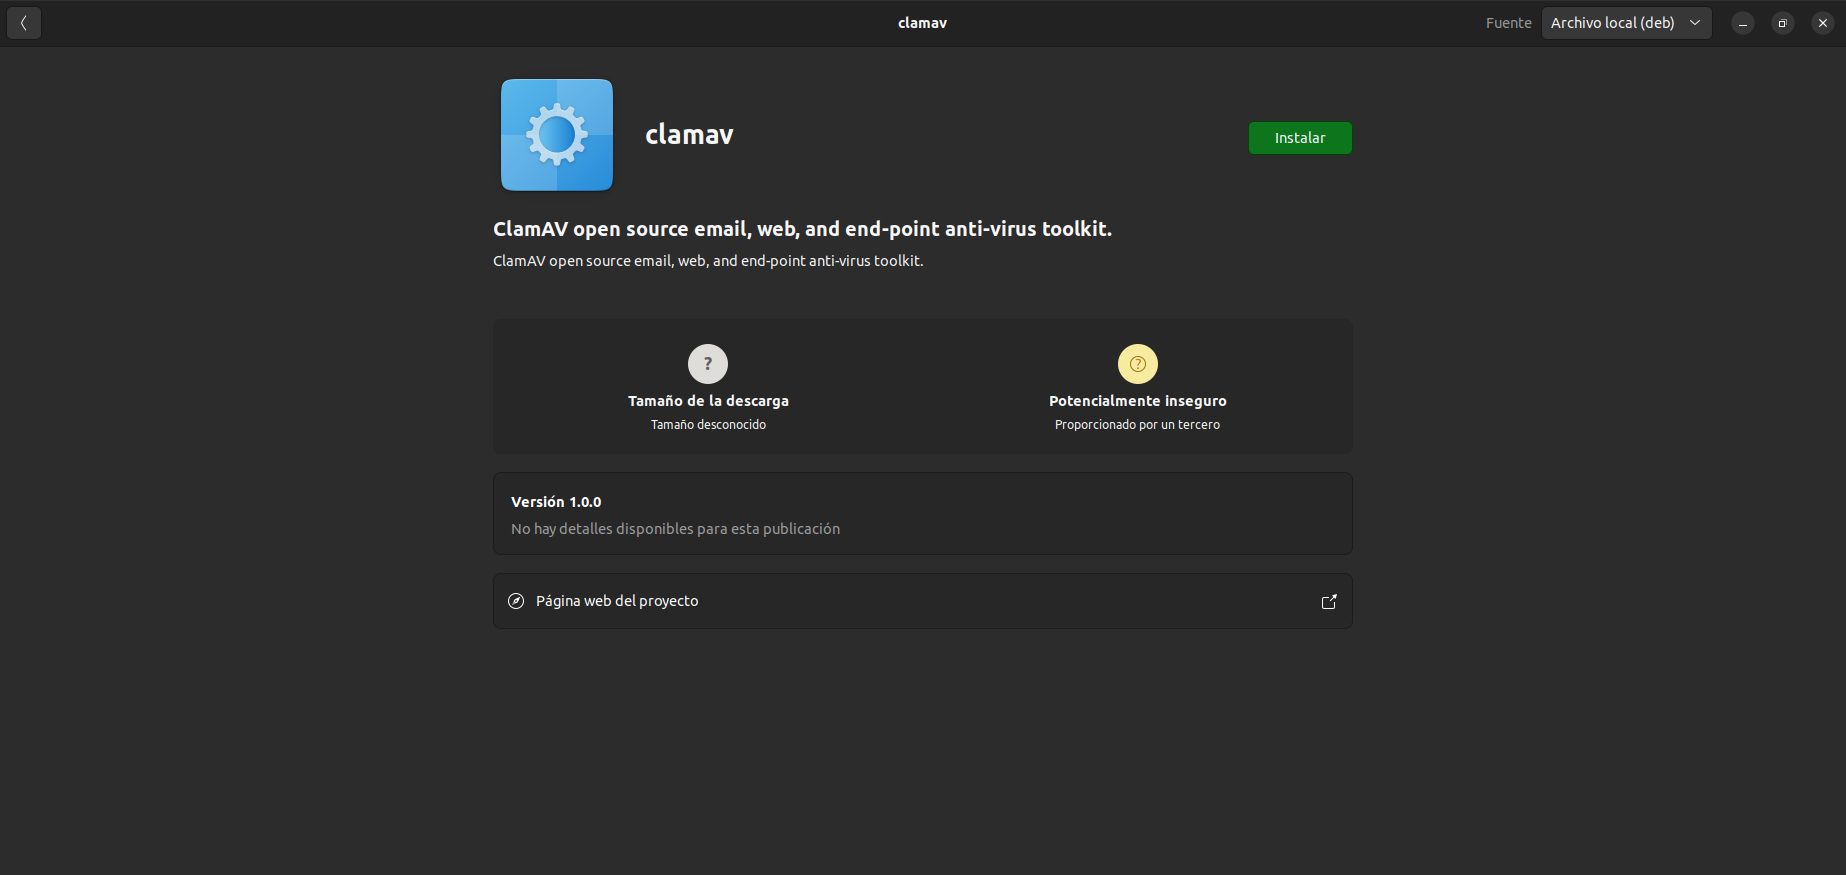 clamav
Fuente
Archivo local (deb)
clamav
Instalar
ClamAV open source email, web, and end-point anti-virus toolkit.
ClamAV open source email, web, and end-point anti-virus toolkit.
?
?
Tamaño de la descarga
Potencialmente inseguro
Tamaño desconocido
Proporcionado por un tercero
Versión 1.0.0
No hay detalles disponibles para esta publicación
Página web del proyecto